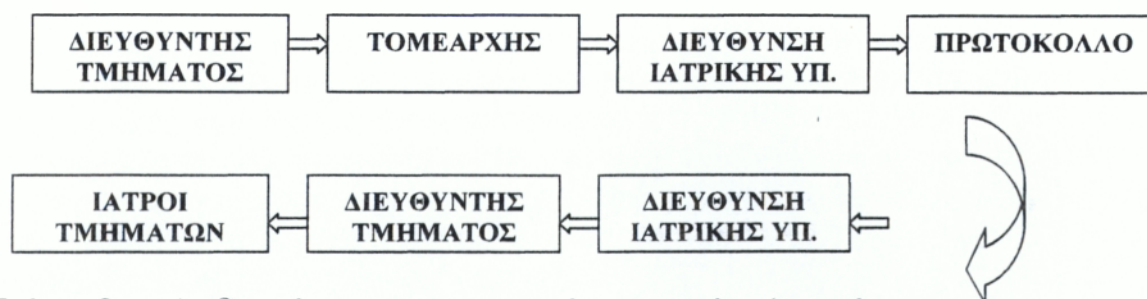 ΔΙΕΥΘΥΝΤΗΣ
ΤΜΗΜΑΤΟΣ
ΤΟΜΕΑΡΧΗΣ
ΔΙΕΥΘΥΝΣΗ
ΙΑΤΡΙΚΗΣ ΥΠ.
ΠΡΩΤΟΚΟΛΛΟ
ΙΑΤΡΟΙ
ΤΜΗΜΑΤΩΝ
ΔΙΕΥΘΥΝΤΗΣ
ΤΜΗΜΑΤΟΣ
ΔΙΕΥΘΥΝΣΗ
ΙΑΤΡΙΚΗΣ ΥΠ.